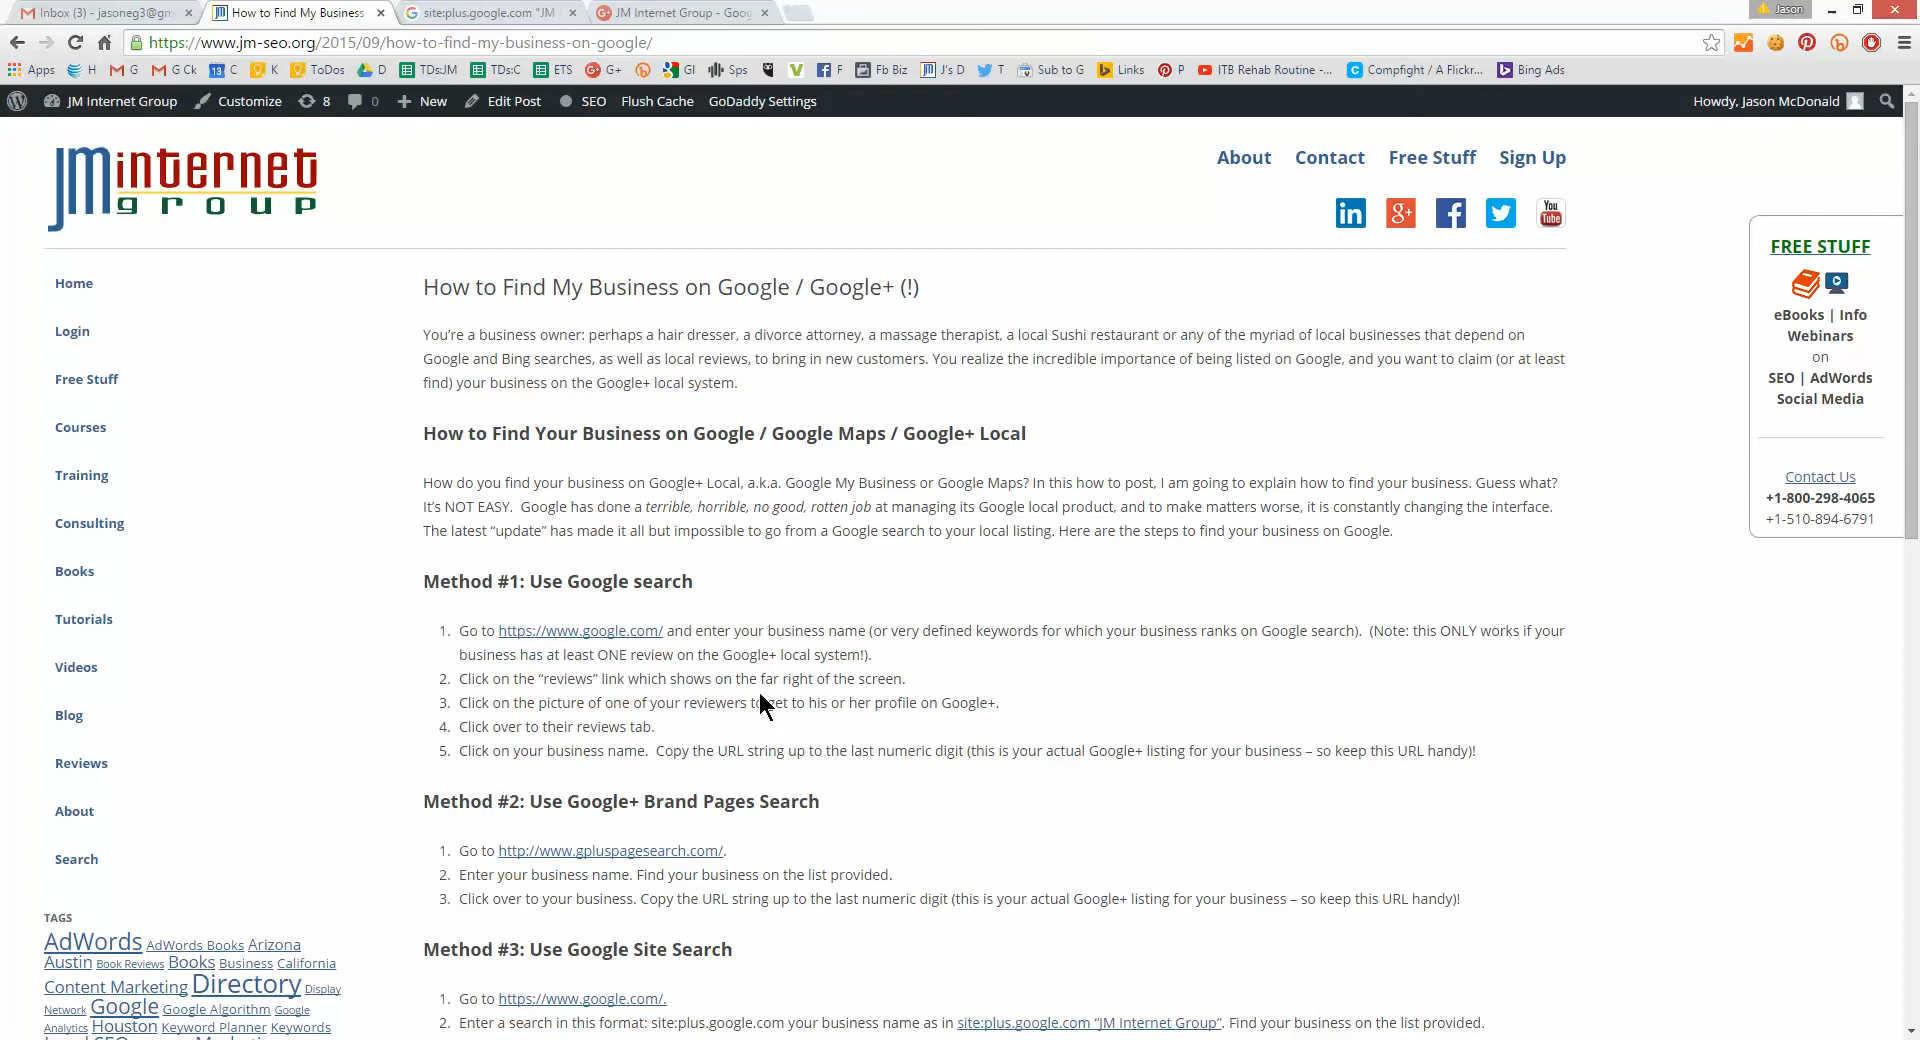 Inbox (3) - jasoneg3@gm
How to Find My Business
site:plus.google.com "JM
JM Internet Group - Goog
Jason
https://www.jm-seo.org/2015/09/how-to-find-my-business-on-google/
Apps H M G M G Ck 13 C K ToDos D TDs:JM TDs:C ETS G+ GI Sps F Fb Biz J's D T Sub to G Links P ITB Rehab Routine -... Compfight / A Flickr... Bing Ads
JM Internet Group Customize 8 0 New Edit Post SEO Flush Cache GoDaddy Settings Howdy, Jason McDonald
JM internet
group
About Contact Free Stuff Sign Up
in g+ f You Tube
Home
Login
Free Stuff
Courses
Training
Consulting
Books
Tutorials
Videos
Blog
Reviews
About
Search
TAGS
AdWords AdWords Books Arizona
Austin Book Reviews Books Business California
Content Marketing Directory Display
Network Google Google Algorithm Google
Analytics Houston Keyword Planner Keywords
How to Find My Business on Google / Google+ (!)
You're a business owner: perhaps a hair dresser, a divorce attorney, a massage therapist, a local Sushi restaurant or any of the myriad of local businesses that depend on
Google and Bing searches, as well as local reviews, to bring in new customers. You realize the incredible importance of being listed on Google, and you want to claim (or at least
find) your business on the Google+ local system.
How to Find Your Business on Google / Google Maps / Google+ Local
How do you find your business on Google+ Local, a.k.a. Google My Business or Google Maps? In this how to post, I am going to explain how to find your business. Guess what?
It's NOT EASY. Google has done a terrible, horrible, no good, rotten job at managing its Google local product, and to make matters worse, it is constantly changing the interface.
The latest “update” has made it all but impossible to go from a Google search to your local listing. Here are the steps to find your business on Google.
Method #1: Use Google search
1. Go to https://www.google.com/ and enter your business name (or very defined keywords for which your business ranks on Google search). (Note: this ONLY works if your
business has at least ONE review on the Google+ local system!).
2. Click on the “reviews” link which shows on the far right of the screen.
3. Click on the picture of one of your reviewers to get to his or her profile on Google+.
4. Click over to their reviews tab.
5. Click on your business name. Copy the URL string up to the last numeric digit (this is your actual Google+ listing for your business – so keep this URL handy)!
Method #2: Use Google+ Brand Pages Search
1. Go to http://www.gpluspagesearch.com/.
2. Enter your business name. Find your business on the list provided.
3. Click over to your business. Copy the URL string up to the last numeric digit (this is your actual Google+ listing for your business – so keep this URL handy)!
Method #3: Use Google Site Search
1. Go to https://www.google.com/.
2. Enter a search in this format: site:plus.google.com your business name as in site:plus.google.com “JM Internet Group”. Find your business on the list provided.
FREE STUFF
eBooks | Info
Webinars
on
SEO | AdWords
Social Media
Contact Us
+1-800-298-4065
+1-510-894-6791